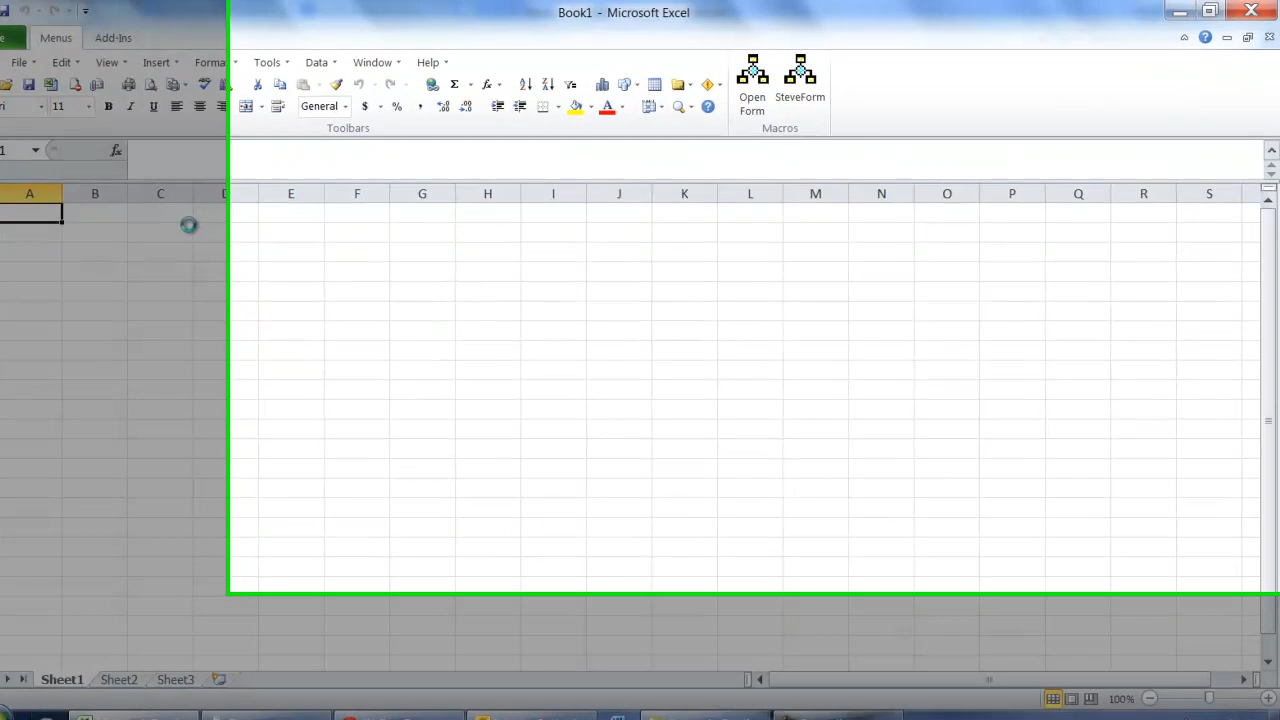 Book1 - Microsoft Excel
Menus Add-Ins
File Edit View Insert Forma Tools Data Window Help
11 B I U General $ % ,
Open Form
SteveForm
Toolbars Macros
1 fx
A B C D E F G H I J K L M N O P Q R S
Sheet1 Sheet2 Sheet3
100%